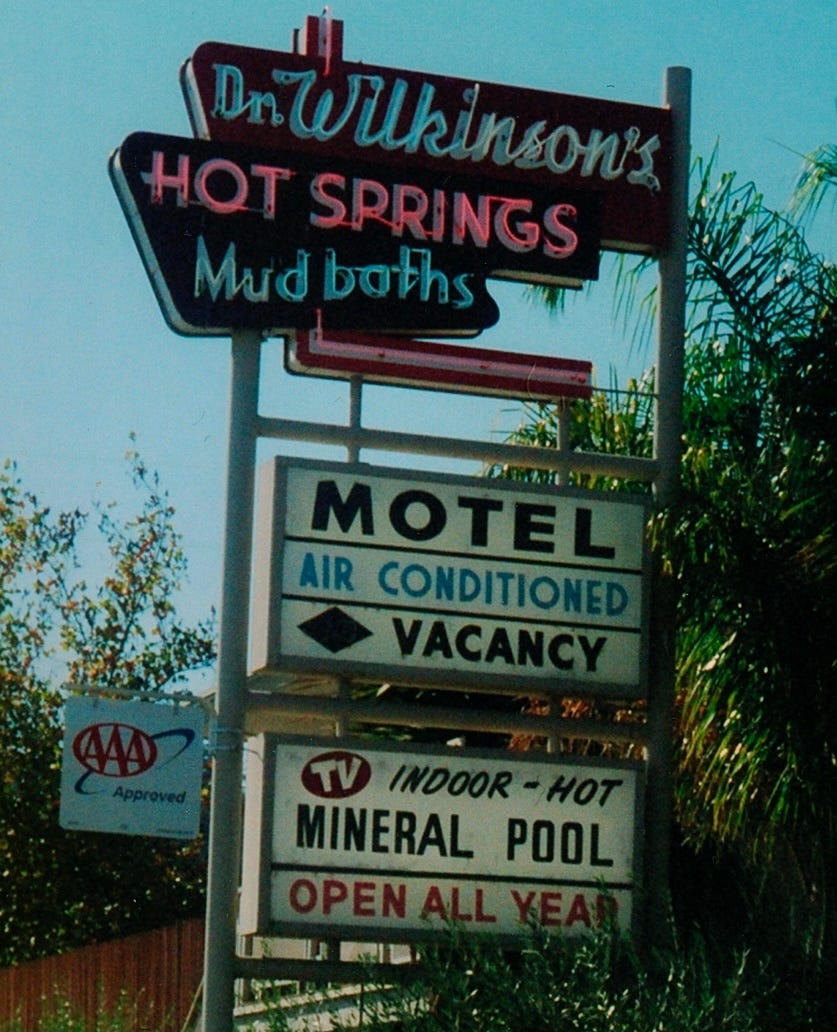 Dr. Wilkinson's
HOT SPRINGS
Mud baths
MOTEL
AIR CONDITIONED
VACANCY
AAA
Approved
TV INDOOR - HOT
MINERAL POOL
OPEN ALL YEAR